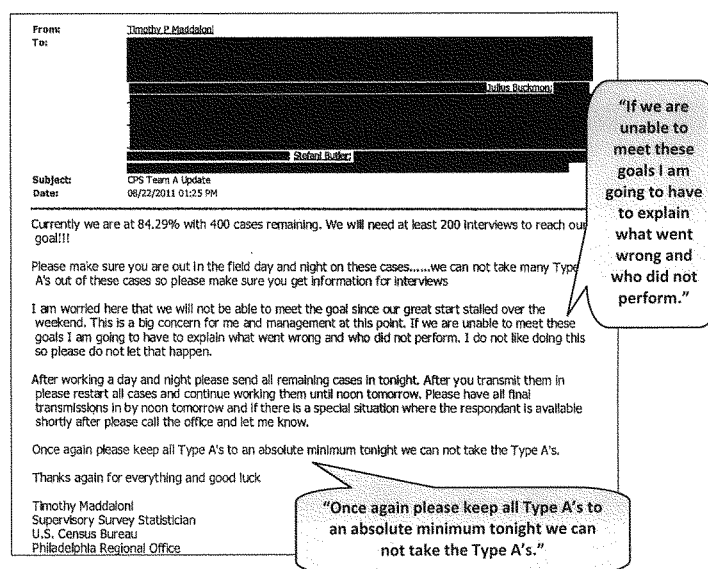 From: Timothy P Maddaloni
To:
Julius Buckmon;
Stefani Butler;
Subject: CPS Team A Update
Date: 08/22/2011 01:25 PM
Currently we are at 84.29% with 400 cases remaining. We will need at least 200 interviews to reach our
goal!!!
Please make sure you are out in the field day and night on these cases......we can not take many Type
A's out of these cases so please make sure you get information for interviews
I am worried here that we will not be able to meet the goal since our great start stalled over the
weekend. This is a big concern for me and management at this point. If we are unable to meet these
goals I am going to have to explain what went wrong and who did not perform. I do not like doing this
so please do not let that happen.
After working a day and night please send all remaining cases in tonight. After you transmit them in
please restart all cases and continue working them until noon tomorrow. Please have all final
transmissions in by noon tomorrow and if there is a special situation where the respondant is available
shortly after please call the office and let me know.
Once again please keep all Type A's to an absolute minimum tonight we can not take the Type A's.
Thanks again for everything and good luck
Timothy Maddaloni
Supervisory Survey Statistician
U.S. Census Bureau
Philadelphia Regional Office
"If we are
unable to
meet these
goals I am
going to have
to explain
what went
wrong and
who did not
perform."
"Once again please keep all Type A's to
an absolute minimum tonight we can
not take the Type A's."